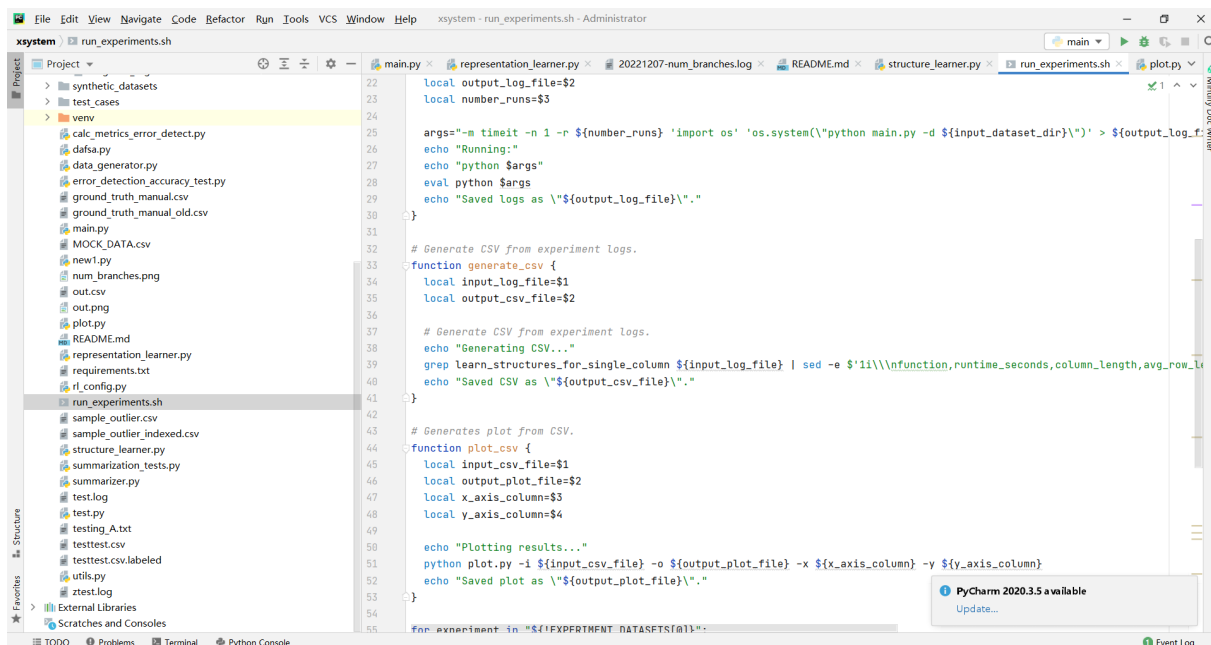 File Edit View Navigate Code Refactor Run Tools VCS Window Help xsystem - run_experiments.sh - Administrator
xsystem run_experiments.sh main
Project
main.py representation_learner.py 20221207-num_branches.log README.md structure_learner.py run_experiments.sh plot.py
Project
synthetic_datasets
test_cases
venv
calc_metrics_error_detect.py
dafsa.py
data_generator.py
error_detection_accuracy_test.py
ground_truth_manual.csv
ground_truth_manual_old.csv
main.py
MOCK_DATA.csv
new1.py
num_branches.png
out.csv
out.png
plot.py
README.md
representation_learner.py
requirements.txt
rl_config.py
run_experiments.sh
sample_outlier.csv
sample_outlier_indexed.csv
structure_learner.py
summarization_tests.py
summarizer.py
test.log
test.py
testing_A.txt
testtest.csv
testtest.csv.labeled
utils.py
ztest.log
External Libraries
Scratches and Consoles
Structure
Favorites
22 local output_log_file=$2
23 local number_runs=$3
24
25 args="-m timeit -n 1 -r ${number_runs} 'import os' 'os.system(\"python main.py -d ${input_dataset_dir}\")' > ${output_log_f
26 echo "Running:"
27 echo "python $args"
28 eval python $args
29 echo "Saved logs as \"${output_log_file}\"."
30 }
31
32 # Generate CSV from experiment logs.
33 function generate_csv {
34 local input_log_file=$1
35 local output_csv_file=$2
36
37 # Generate CSV from experiment logs.
38 echo "Generating CSV..."
39 grep learn_structures_for_single_column ${input_log_file} | sed -e $'1i\\\nfunction,runtime_seconds,column_length,avg_row_le
40 echo "Saved CSV as \"${output_csv_file}\"."
41 }
42
43 # Generates plot from CSV.
44 function plot_csv {
45 local input_csv_file=$1
46 local output_plot_file=$2
47 local x_axis_column=$3
48 local y_axis_column=$4
49
50 echo "Plotting results..."
51 python plot.py -i ${input_csv_file} -o ${output_plot_file} -x ${x_axis_column} -y ${y_axis_column}
52 echo "Saved plot as \"${output_plot_file}\"."
53 }
54
55 for experiment in "${!EXPERIMENT_DATASETS[@]}";
1
Mintlify Doc Writer
PyCharm 2020.3.5 available
Update...
TODO Problems Terminal Python Console 1 Event Log